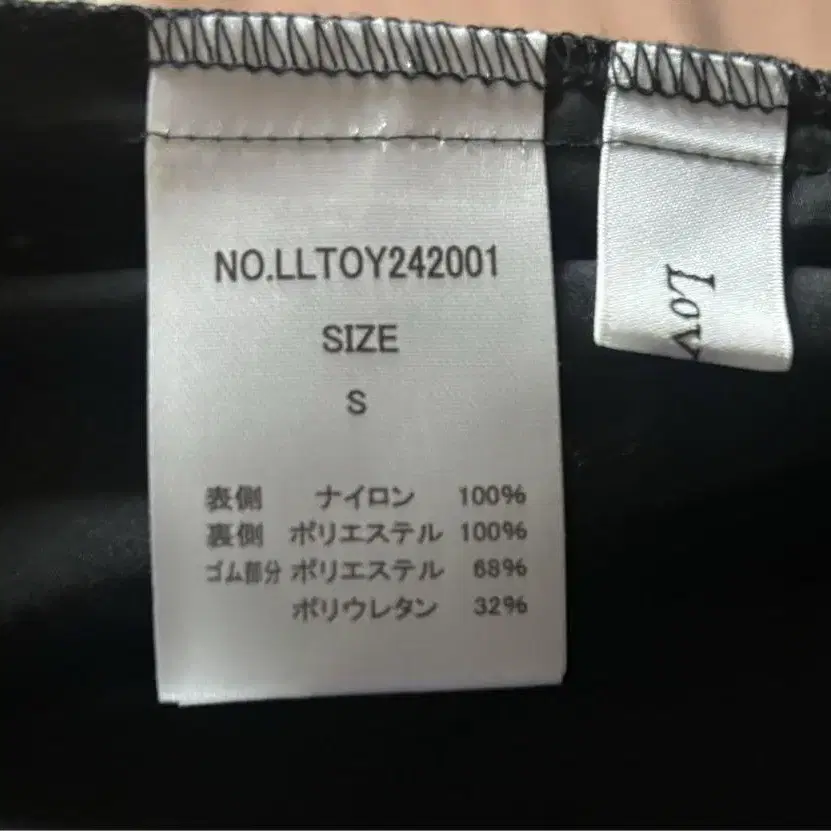 NO.LLTOY242001
SIZE
S
表側 ナイロン 100%
裏側 ポリエステル 100%
ゴム部分 ポリエステル 68%
ポリウレタン 32%
Lov